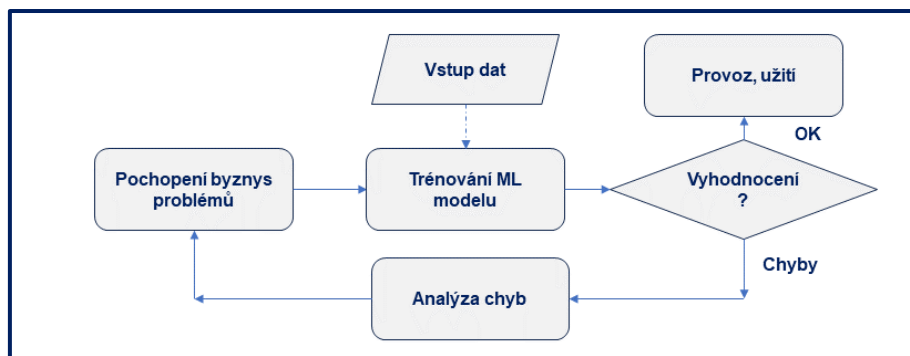 Vstup dat
Provoz, užití
OK
Pochopení byznys
problémů
Trénování ML
modelu
Vyhodnocení
?
Chyby
Analýza chyb